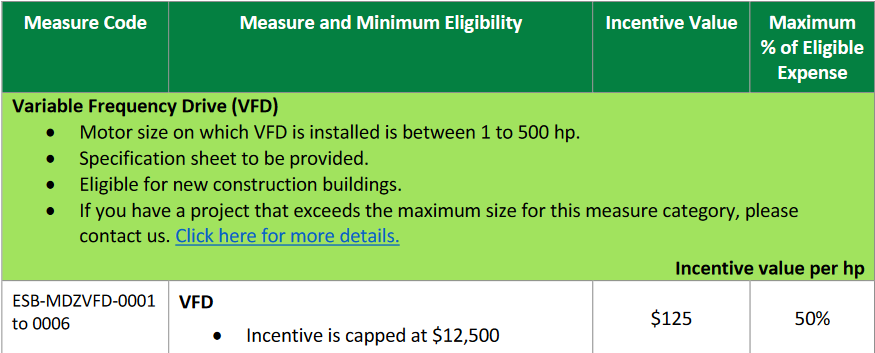 Measure Code
Measure and Minimum Eligibility
Incentive Value
Maximum
% of Eligible
Expense
Variable Frequency Drive (VFD)
• Motor size on which VFD is installed is between 1 to 500 hp.
• Specification sheet to be provided.
• Eligible for new construction buildings.
• If you have a project that exceeds the maximum size for this measure category, please
contact us. Click here for more details.
Incentive value per hp
ESB-MDZVFD-0001
to 0006
VFD
• Incentive is capped at $12,500
$125
50%